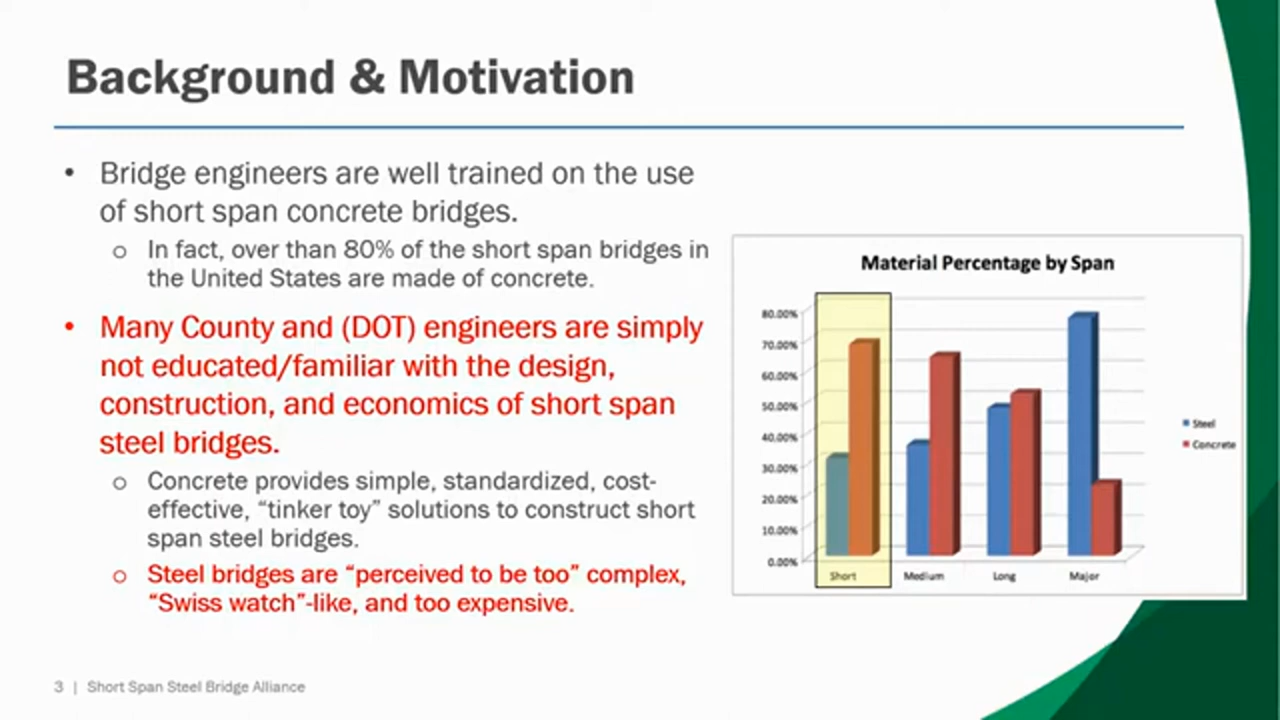 Background & Motivation
• Bridge engineers are well trained on the use
of short span concrete bridges.
o In fact, over than 80% of the short span bridges in
the United States are made of concrete.
• Many County and (DOT) engineers are simply
not educated/familiar with the design,
construction, and economics of short span
steel bridges.
o Concrete provides simple, standardized, cost-
effective, “tinker toy” solutions to construct short
span steel bridges.
o Steel bridges are “perceived to be too” complex,
“Swiss watch”-like, and too expensive.
Material Percentage by Span
80.00%
70.00%
60.00%
50.00%
40.00%
30.00%
20.00%
10.00%
0.00%
Short Medium Long Major
Steel
Concrete
3 | Short Span Steel Bridge Alliance